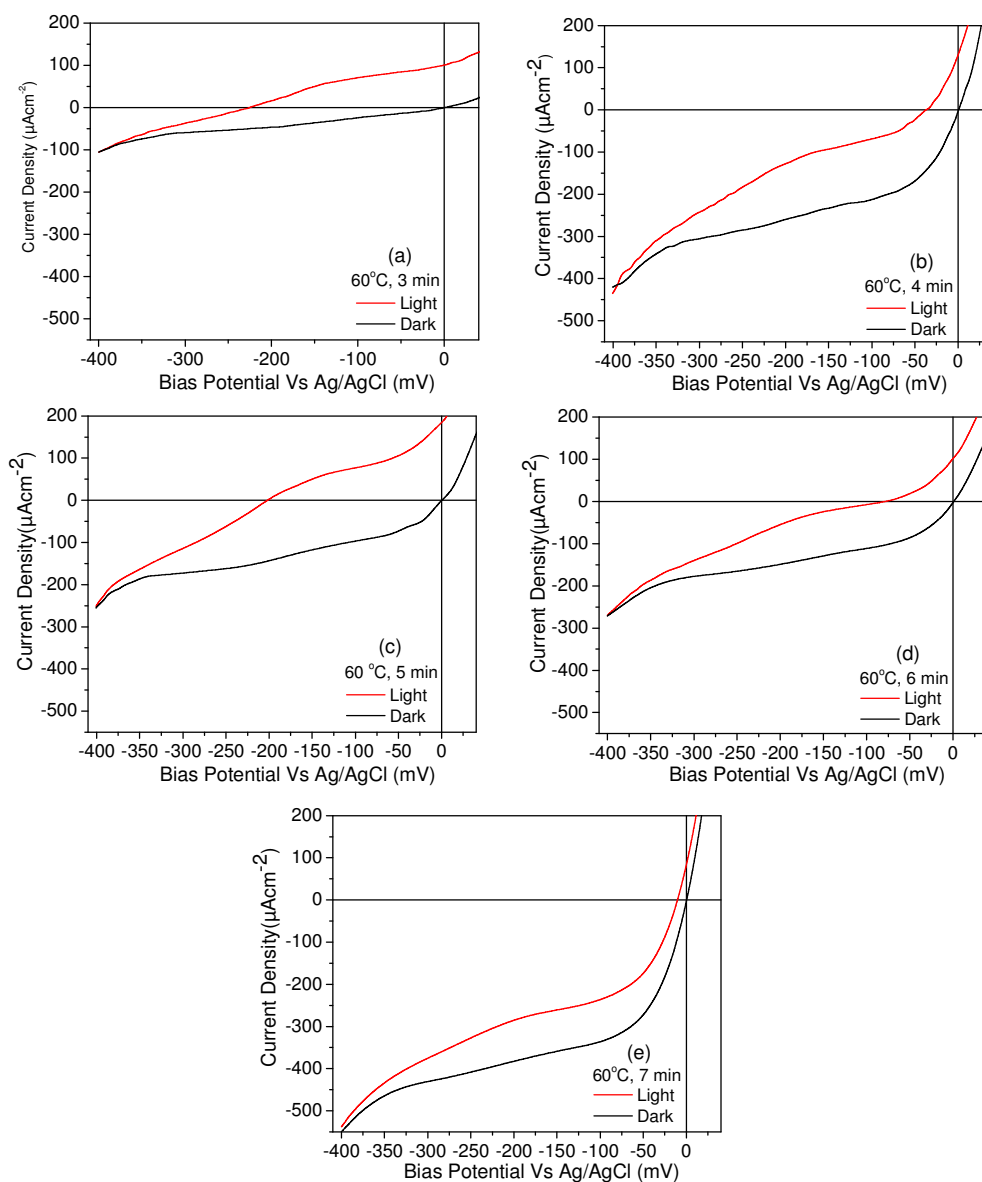 200
100
0
-100
-200
-300
-400
-500
Current Density (µAcm-2)
(a)
60oC, 3 min
Light
Dark
-400 -300 -200 -100 0
Bias Potential Vs Ag/AgCl (mV)
200
100
0
-100
-200
-300
-400
-500
Current Density (µAcm-2)
(b)
60oC, 4 min
Light
Dark
-400 -350 -300 -250 -200 -150 -100 -50 0
Bias Potential Vs Ag/AgCl (mV)
200
100
0
-100
-200
-300
-400
-500
Current Density(µAcm-2)
(c)
60 oC, 5 min
Light
Dark
-400 -350 -300 -250 -200 -150 -100 -50 0
Bias Potential Vs Ag/AgCl (mV)
200
100
0
-100
-200
-300
-400
-500
Current Density(µAcm-2)
(d)
60oC, 6 min
Light
Dark
-400 -350 -300 -250 -200 -150 -100 -50 0
Bias Potential Vs Ag/AgCl (mV)
200
100
0
-100
-200
-300
-400
-500
Current Density(µAcm-2)
(e)
60oC, 7 min
Light
Dark
-400 -350 -300 -250 -200 -150 -100 -50 0
Bias Potential Vs Ag/AgCl (mV)